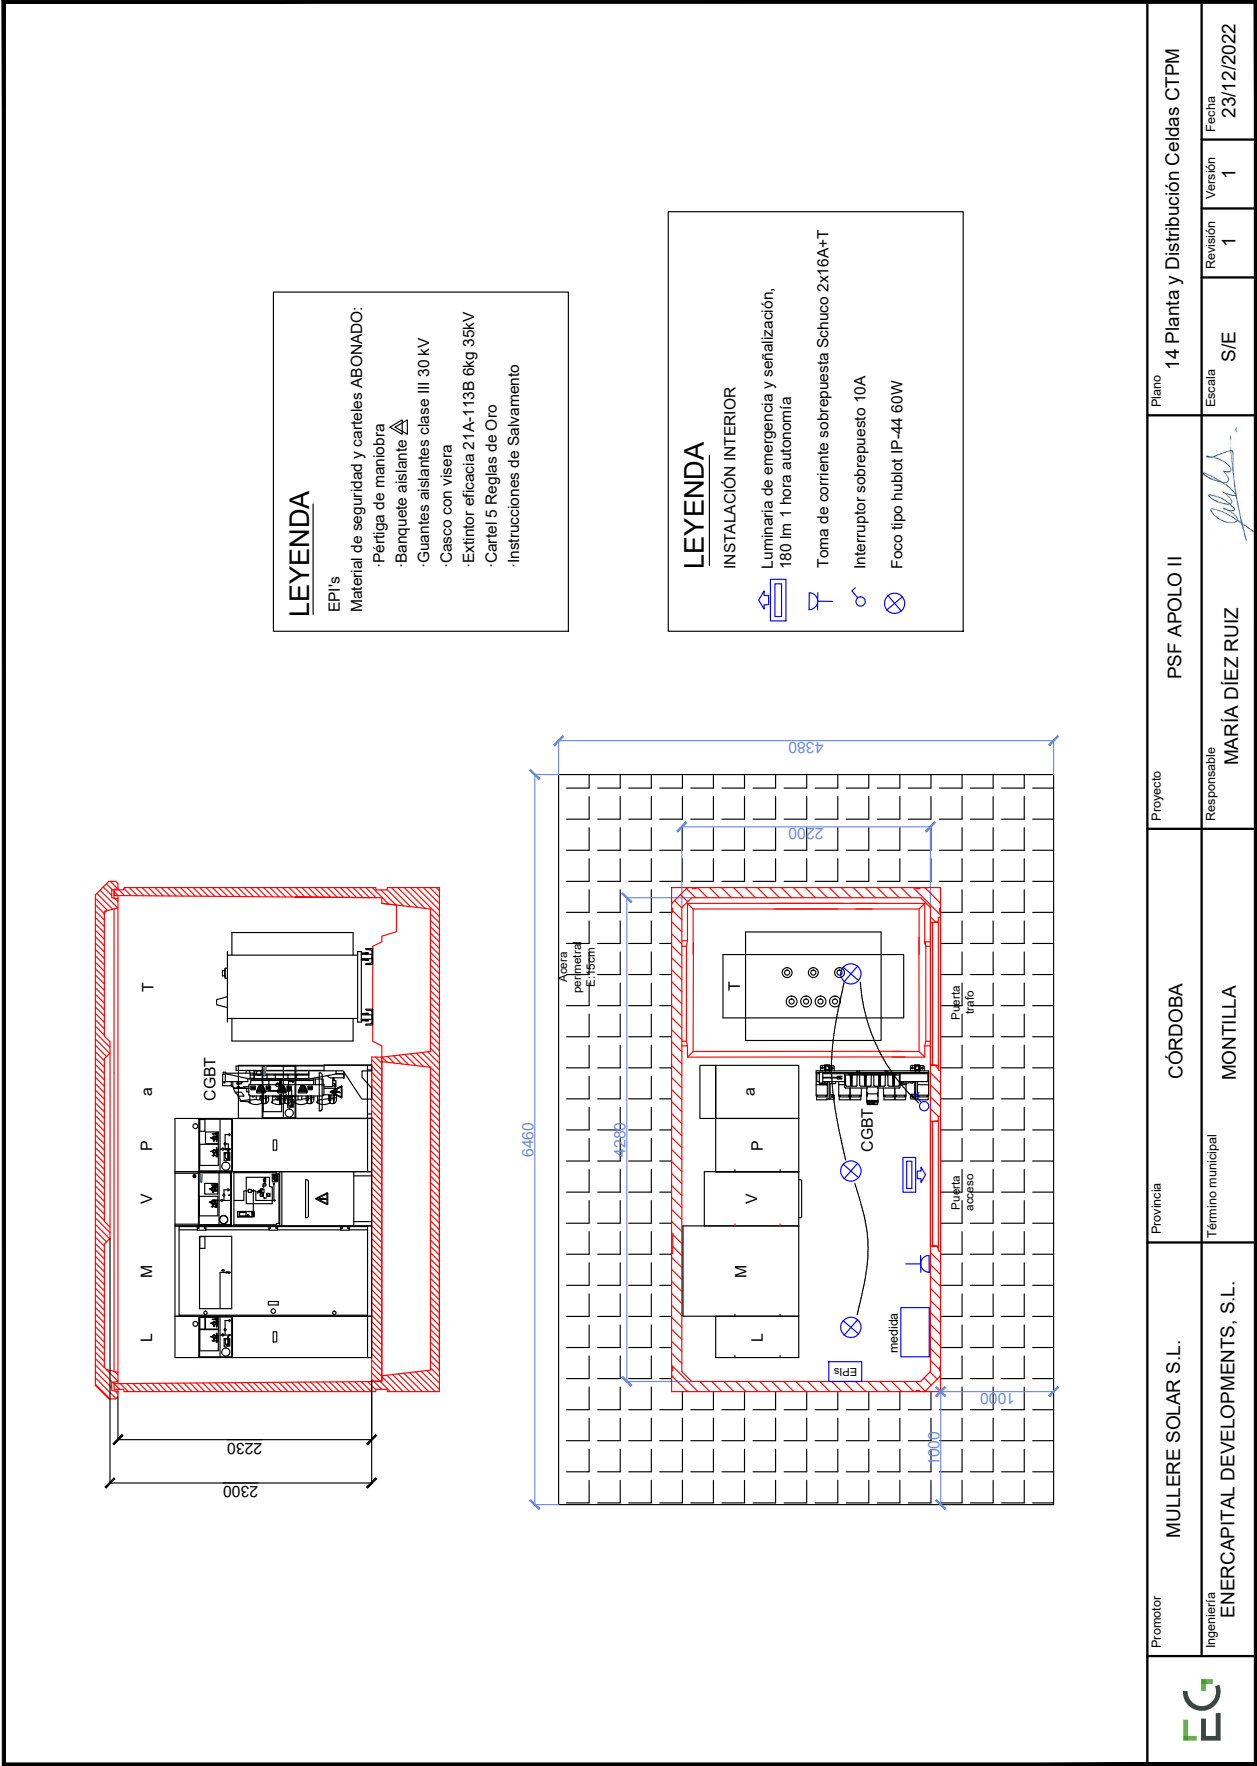 L M V P a T
CGBT
2230
2300
LEYENDA
EPI's
Material de seguridad y carteles ABONADO:
·Pértiga de maniobra
·Banquete aislante
·Guantes aislantes clase III 30 kV
·Casco con visera
·Extintor eficacia 21A-113B 6kg 35kV
·Cartel 5 Reglas de Oro
·Instrucciones de Salvamento
6460
4380
Acera
perimetral
E:15cm
4280
2200
L M V P a T
CGBT
EPIs
medida
Puerta
acceso
Puerta
trafo
1000
1000
LEYENDA
INSTALACIÓN INTERIOR
Luminaria de emergencia y señalización,
180 lm 1 hora autonomía
Toma de corriente sobrepuesta Schuco 2x16A+T
Interruptor sobrepuesto 10A
Foco tipo hublot IP-44 60W
EG
Promotor
MULLERE SOLAR S.L.
Ingeniería
ENERCAPITAL DEVELOPMENTS, S.L.
Provincia
CÓRDOBA
Término municipal
MONTILLA
Proyecto
PSF APOLO II
Responsable
MARÍA DÍEZ RUIZ
Plano
14 Planta y Distribución Celdas CTPM
Escala
S/E
Revisión
1
Versión
1
Fecha
23/12/2022